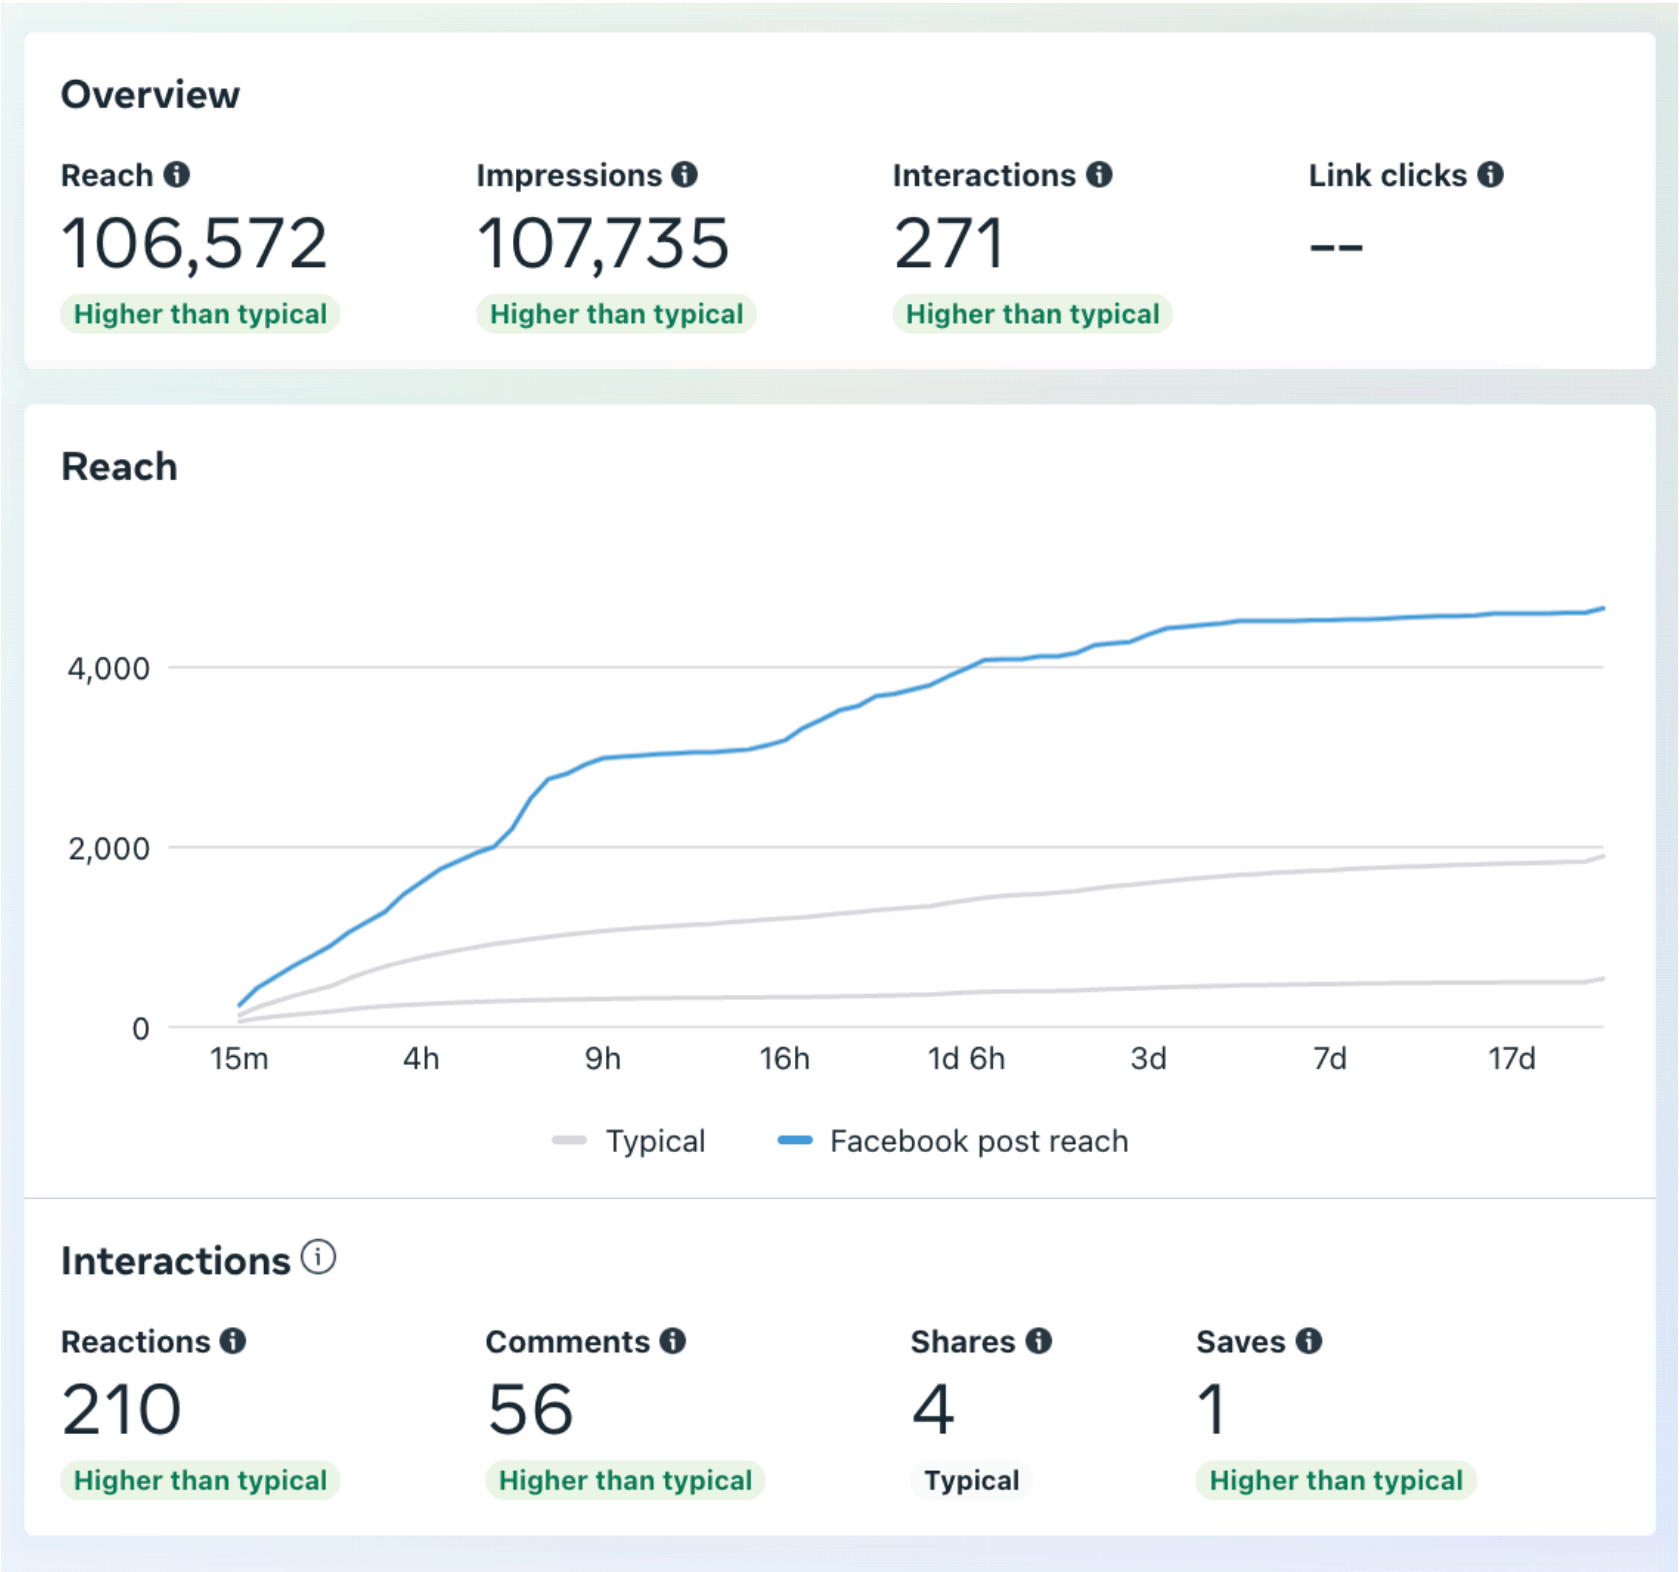 Overview
Reach Impressions Interactions Link clicks
106,572 107,735 271 --
Higher than typical Higher than typical Higher than typical
Reach
4,000
2,000
0
15m 4h 9h 16h 1d 6h 3d 7d 17d
Typical Facebook post reach
Interactions
Reactions Comments Shares Saves
210 56 4 1
Higher than typical Higher than typical Typical Higher than typical